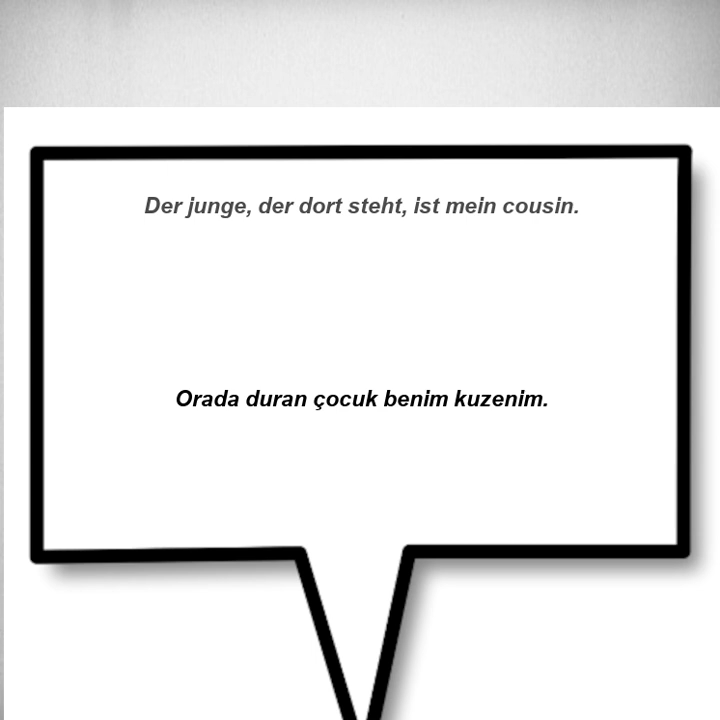 Der junge, der dort steht, ist mein cousin.
Orada duran çocuk benim kuzenim.